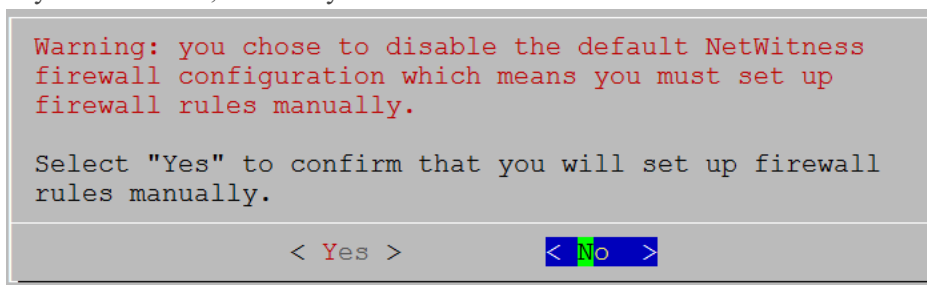 Warning: you chose to disable the default NetWitness
firewall configuration which means you must set up
firewall rules manually.
Select "Yes" to confirm that you will set up firewall
rules manually.
< Yes > < No >